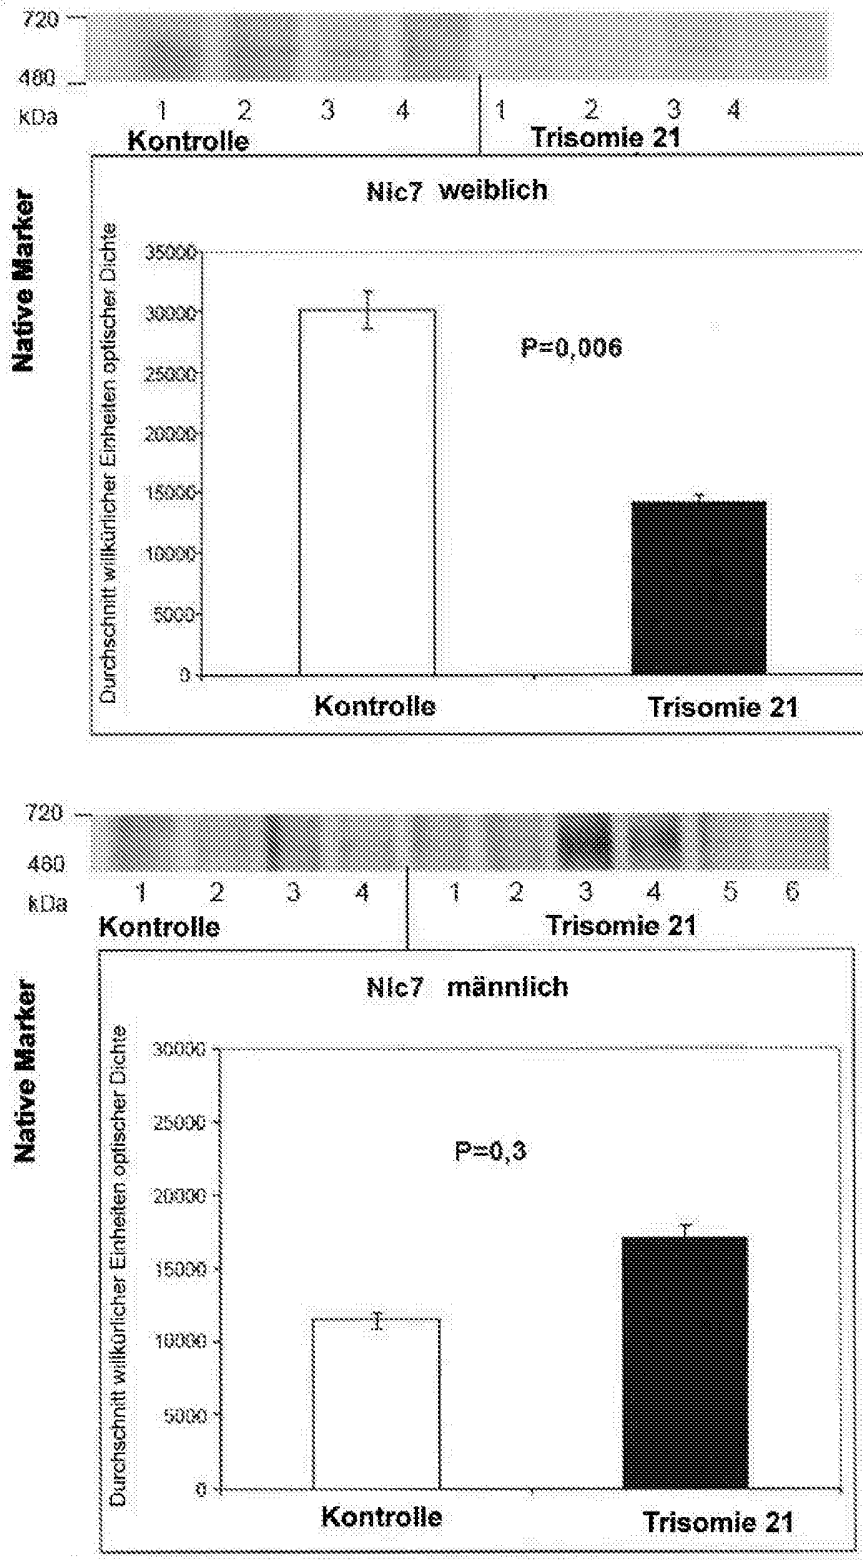 720
480
kDa
1 2 3 4 1 2 3 4
Kontrolle Trisomie 21
Native Marker
Nic7 weiblich
Durchschnitt willkürlicher Einheiten optischer Dichte
35000
30000
25000
20000
15000
10000
5000
0
P=0,006
Kontrolle Trisomie 21
720
480
kDa
1 2 3 4 1 2 3 4 5 6
Kontrolle Trisomie 21
Native Marker
Nic7 männlich
Durchschnitt willkürlicher Einheiten optischer Dichte
30000
25000
20000
15000
10000
5000
0
P=0,3
Kontrolle Trisomie 21